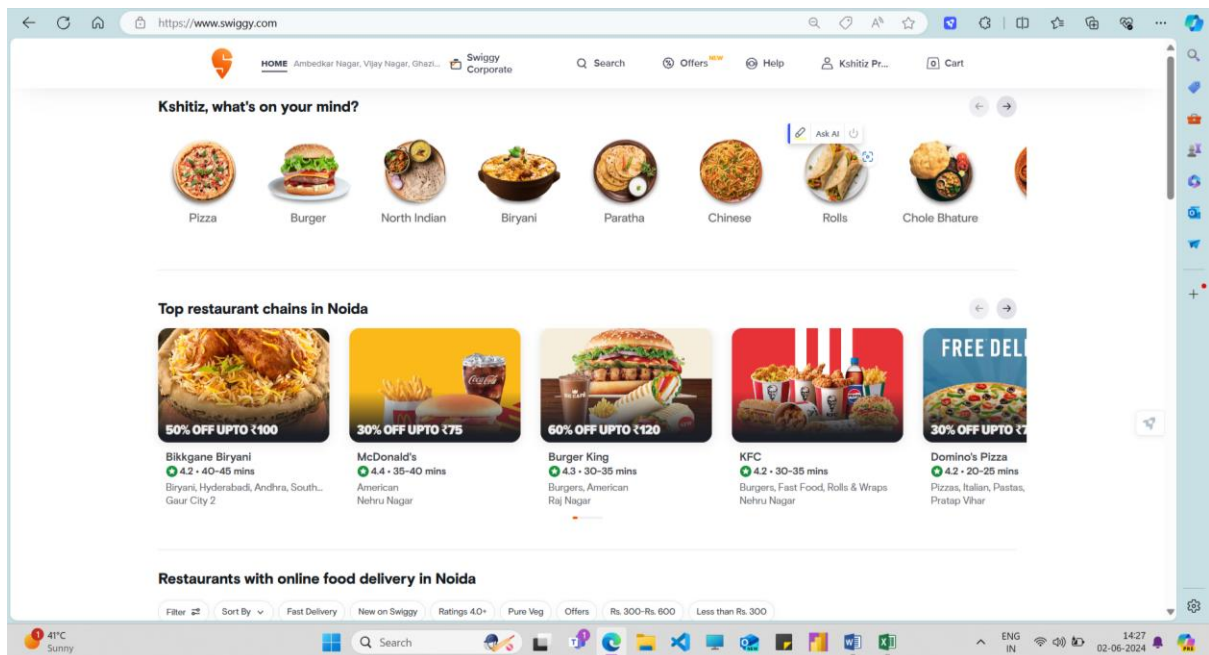 https://www.swiggy.com
HOME Ambedkar Nagar, Vijay Nagar, Ghazi... Swiggy Corporate Search Offers NEW Help Kshitiz Pr... 0 Cart
Kshitiz, what's on your mind?
Ask AI
Pizza Burger North Indian Biryani Paratha Chinese Rolls Chole Bhature
Top restaurant chains in Noida
FREE DEL
50% OFF UPTO ₹100 30% OFF UPTO ₹75 60% OFF UPTO ₹120 30% OFF UPTO ₹7
Bikkgane Biryani McDonald's Burger King KFC Domino's Pizza
4.2 • 40-45 mins 4.4 • 35-40 mins 4.3 • 30-35 mins 4.2 • 30-35 mins 4.2 • 20-25 mins
Biryani, Hyderabadi, Andhra, South... American Burgers, American Burgers, Fast Food, Rolls & Wraps Pizzas, Italian, Pastas,
Gaur City 2 Nehru Nagar Raj Nagar Nehru Nagar Pratap Vihar
Restaurants with online food delivery in Noida
Filter Sort By Fast Delivery New on Swiggy Ratings 4.0+ Pure Veg Offers Rs. 300-Rs. 600 Less than Rs. 300
1 41°C
Sunny
Search
ENG
IN
14:27
02-06-2024